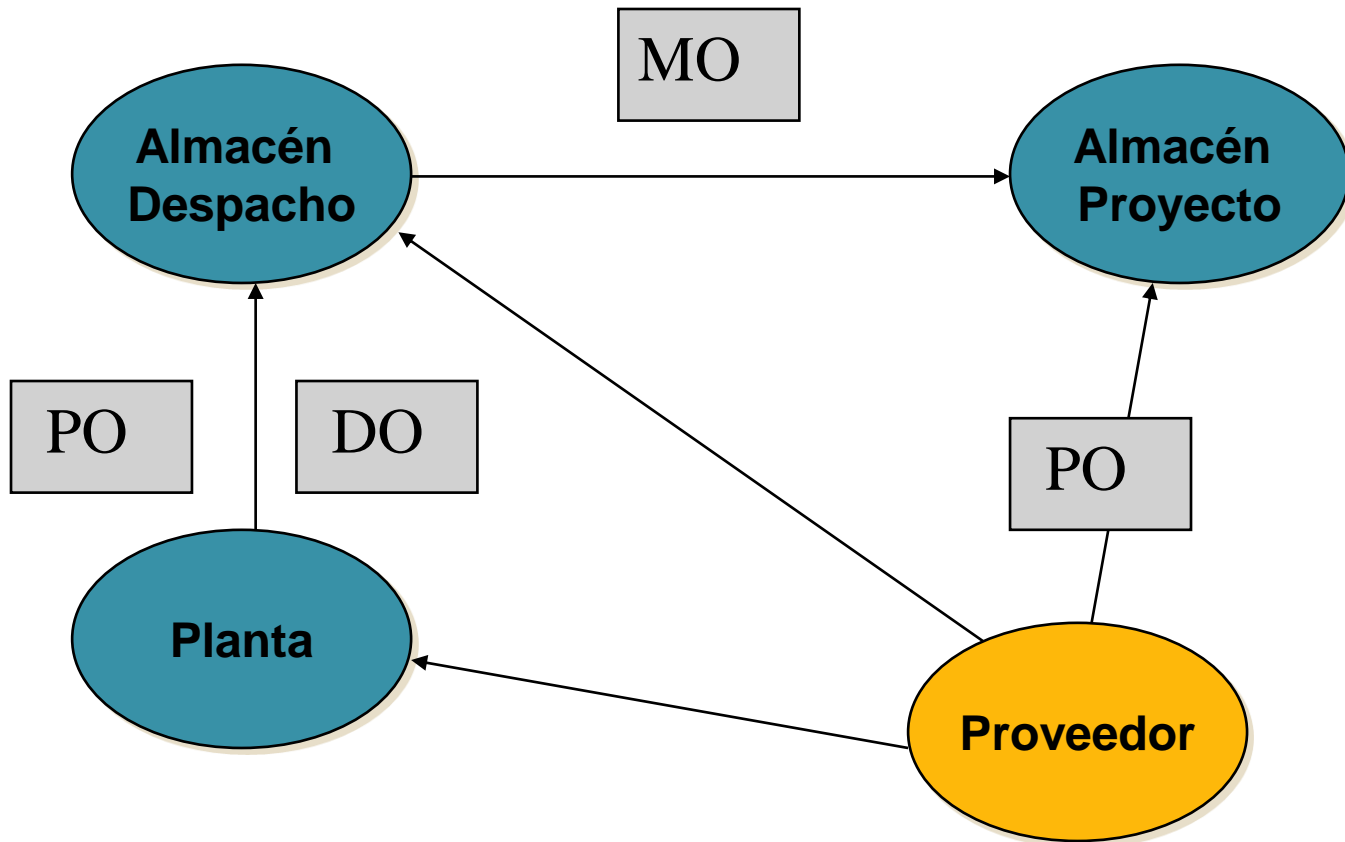 MO
Almacén
Despacho
Almacén
Proyecto
PO
DO
PO
Planta
Proveedor